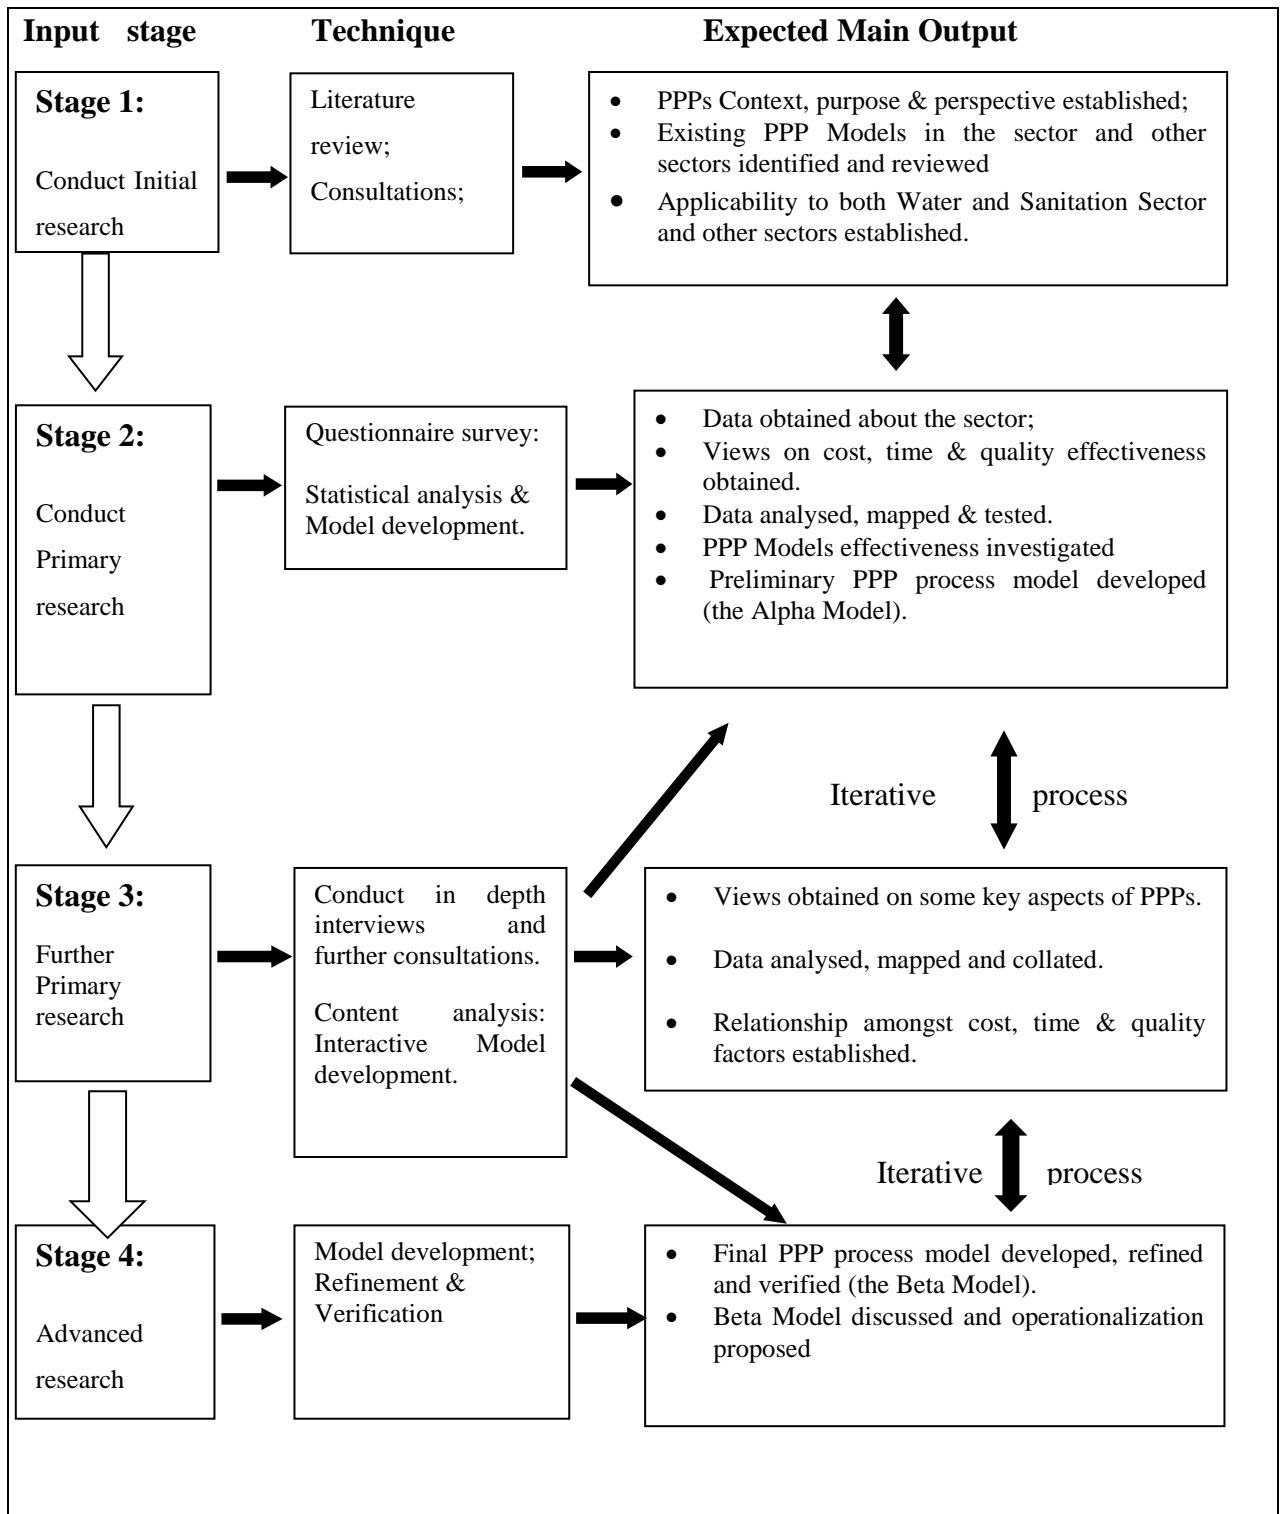 Input stage
Technique
Expected Main Output
Stage 1:
Conduct Initial
research
Literature
review;
Consultations;
• PPPs Context, purpose & perspective established;
• Existing PPP Models in the sector and other
sectors identified and reviewed
• Applicability to both Water and Sanitation Sector
and other sectors established.
Stage 2:
Conduct
Primary
research
Questionnaire survey:
Statistical analysis &
Model development.
• Data obtained about the sector;
• Views on cost, time & quality effectiveness
obtained.
• Data analysed, mapped & tested.
• PPP Models effectiveness investigated
• Preliminary PPP process model developed
(the Alpha Model).
Iterative process
Stage 3:
Further
Primary
research
Conduct in depth
interviews and
further consultations.
Content analysis:
Interactive Model
development.
• Views obtained on some key aspects of PPPs.
• Data analysed, mapped and collated.
• Relationship amongst cost, time & quality
factors established.
Iterative process
Stage 4:
Advanced
research
Model development;
Refinement &
Verification
• Final PPP process model developed, refined
and verified (the Beta Model).
• Beta Model discussed and operationalization
proposed